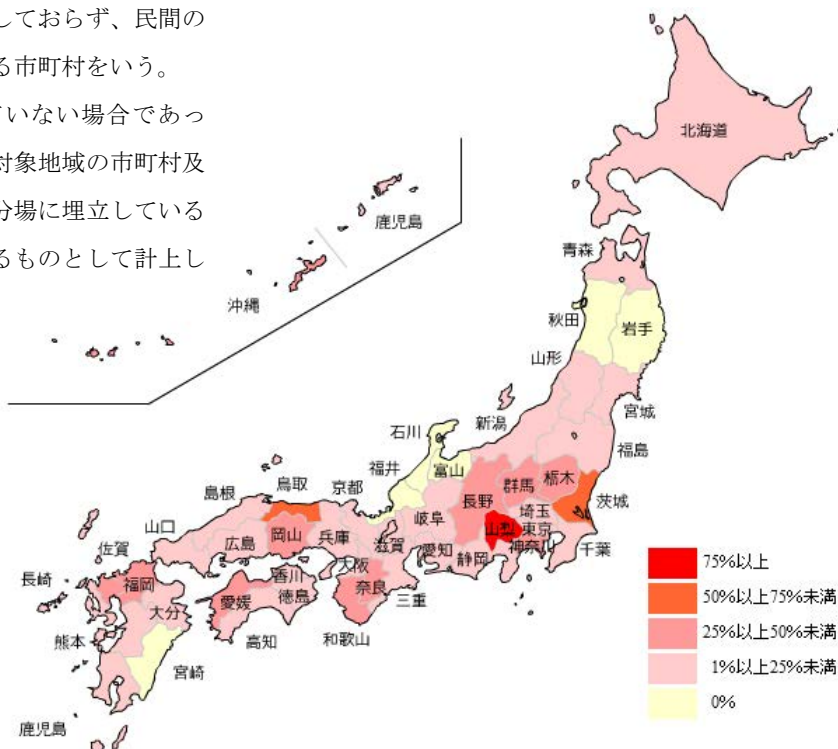 しておらず、民間の
る市町村をいう。
ていない場合であっ
対象地域の市町村及
分場に埋立している
るものとして計上し
北海道
鹿児島
沖縄
青森
秋田
岩手
山形
宮城
新潟
石川
福島
富山
福井
栃木
群馬
長野
茨城
鳥取
京都
島根
岐阜
埼玉
山梨
東京
山口
岡山
兵庫
広島
滋賀
愛知
神奈川
千葉
静岡
佐賀
大阪
香川
奈良
長崎
福岡
愛媛
徳島
三重
大分
高知
和歌山
熊本
宮崎
鹿児島
75%以上
50%以上75%未満
25%以上50%未満
1%以上25%未満
0%